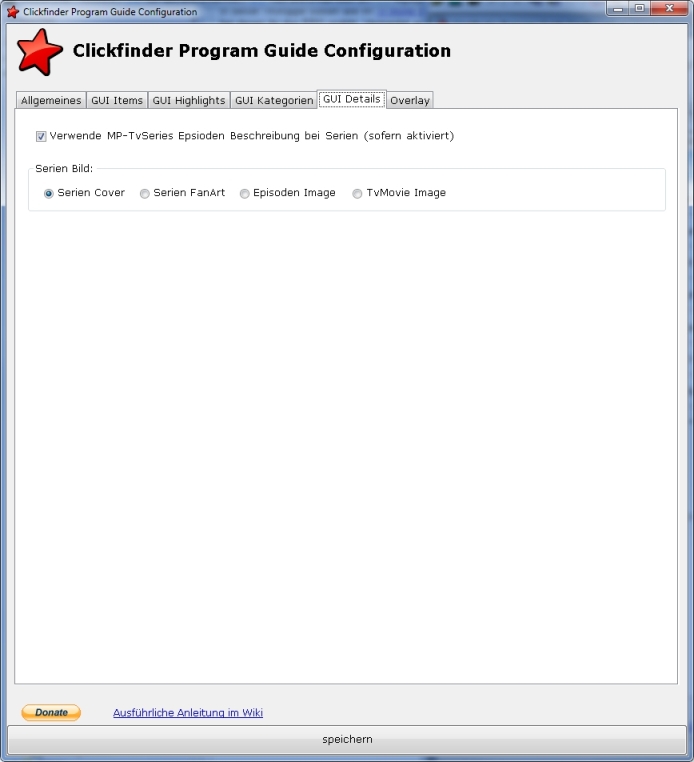 Clickfinder Program Guide Configuration
Clickfinder Program Guide Configuration
Allgemeines GUI Items GUI Highlights GUI Kategorien GUI Details Overlay
Verwende MP-TvSeries Epsioden Beschreibung bei Serien (sofern aktiviert)
Serien Bild:
Serien Cover Serien FanArt Episoden Image TvMovie Image
Donate Ausführliche Anleitung im Wiki
speichern